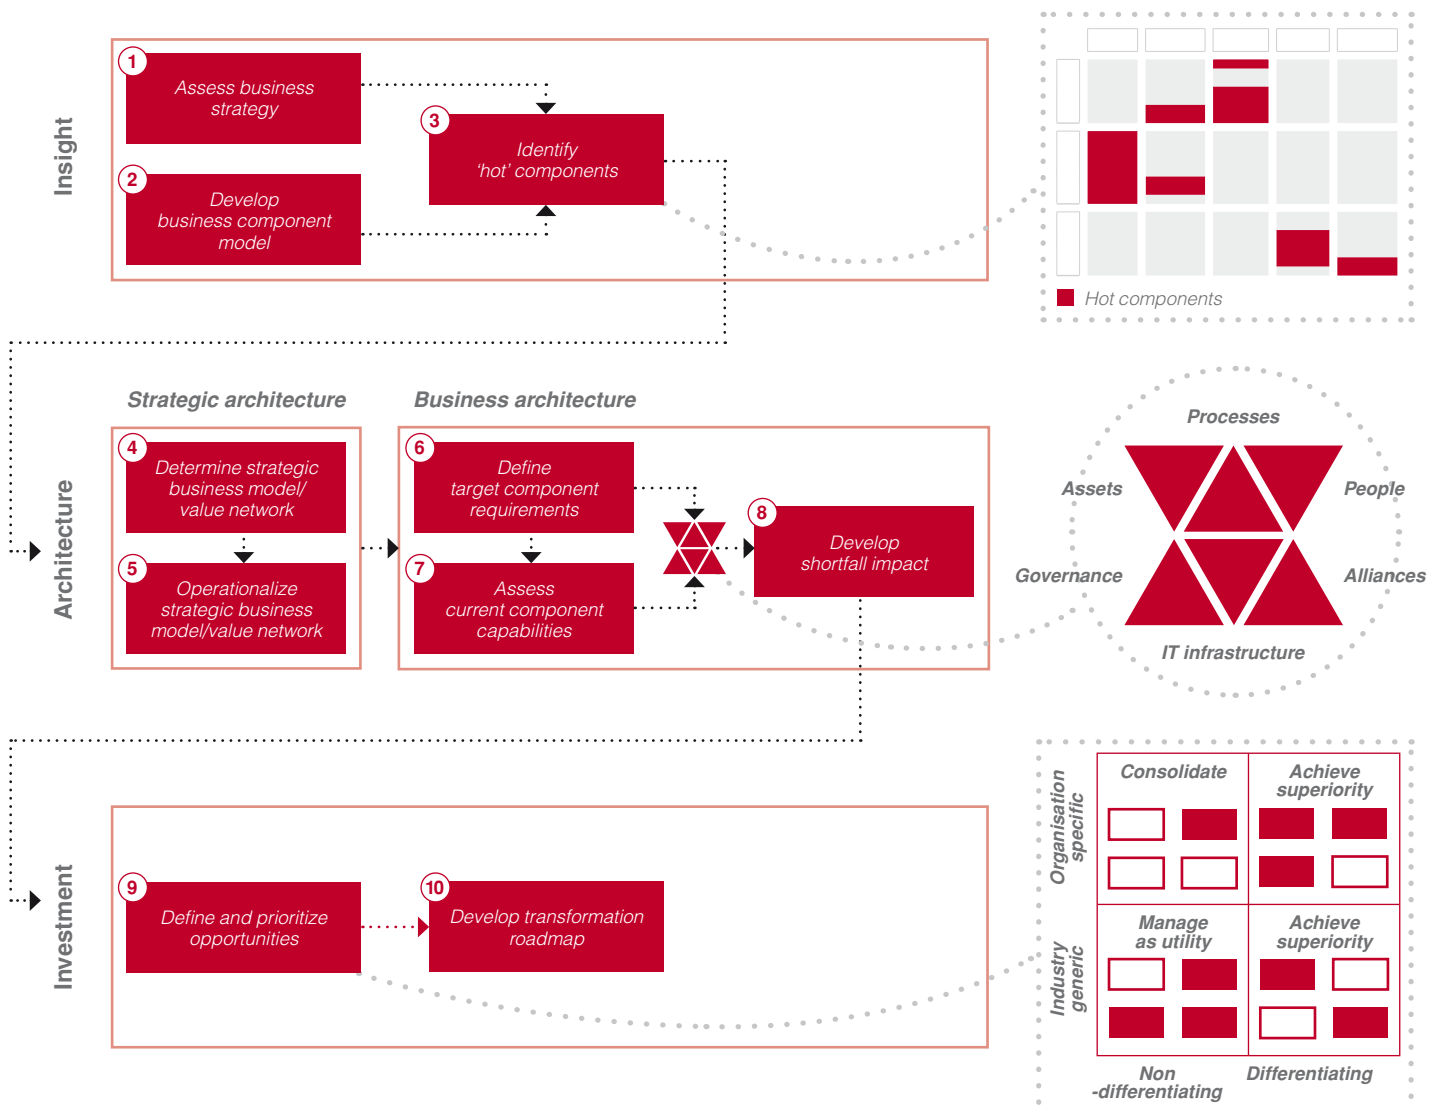 Insight
1
Assess business
strategy
2
Develop
business component
model
3
Identify
‘hot’ components
Hot components
Architecture
Strategic architecture
4
Determine strategic
business model/
value network
5
Operationalize
strategic business
model/value network
Business architecture
6
Define
target component
requirements
7
Assess
current component
capabilities
8
Develop
shortfall impact
Processes
Assets
People
Governance
Alliances
IT infrastructure
Investment
9
Define and prioritize
opportunities
10
Develop transformation
roadmap
Organisation
specific
Consolidate
Achieve
superiority
Industry
generic
Manage
as utility
Achieve
superiority
Non
-differentiating
Differentiating